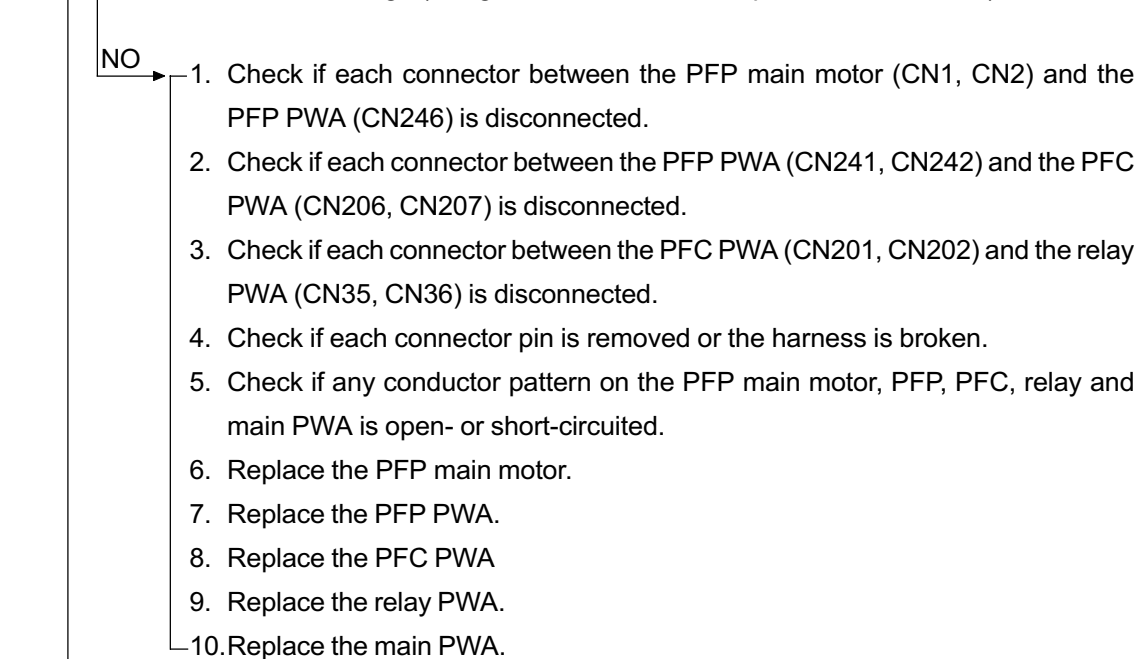 NO
1. Check if each connector between the PFP main motor (CN1, CN2) and the
PFP PWA (CN246) is disconnected.
2. Check if each connector between the PFP PWA (CN241, CN242) and the PFC
PWA (CN206, CN207) is disconnected.
3. Check if each connector between the PFC PWA (CN201, CN202) and the relay
PWA (CN35, CN36) is disconnected.
4. Check if each connector pin is removed or the harness is broken.
5. Check if any conductor pattern on the PFP main motor, PFP, PFC, relay and
main PWA is open- or short-circuited.
6. Replace the PFP main motor.
7. Replace the PFP PWA.
8. Replace the PFC PWA
9. Replace the relay PWA.
10.Replace the main PWA.